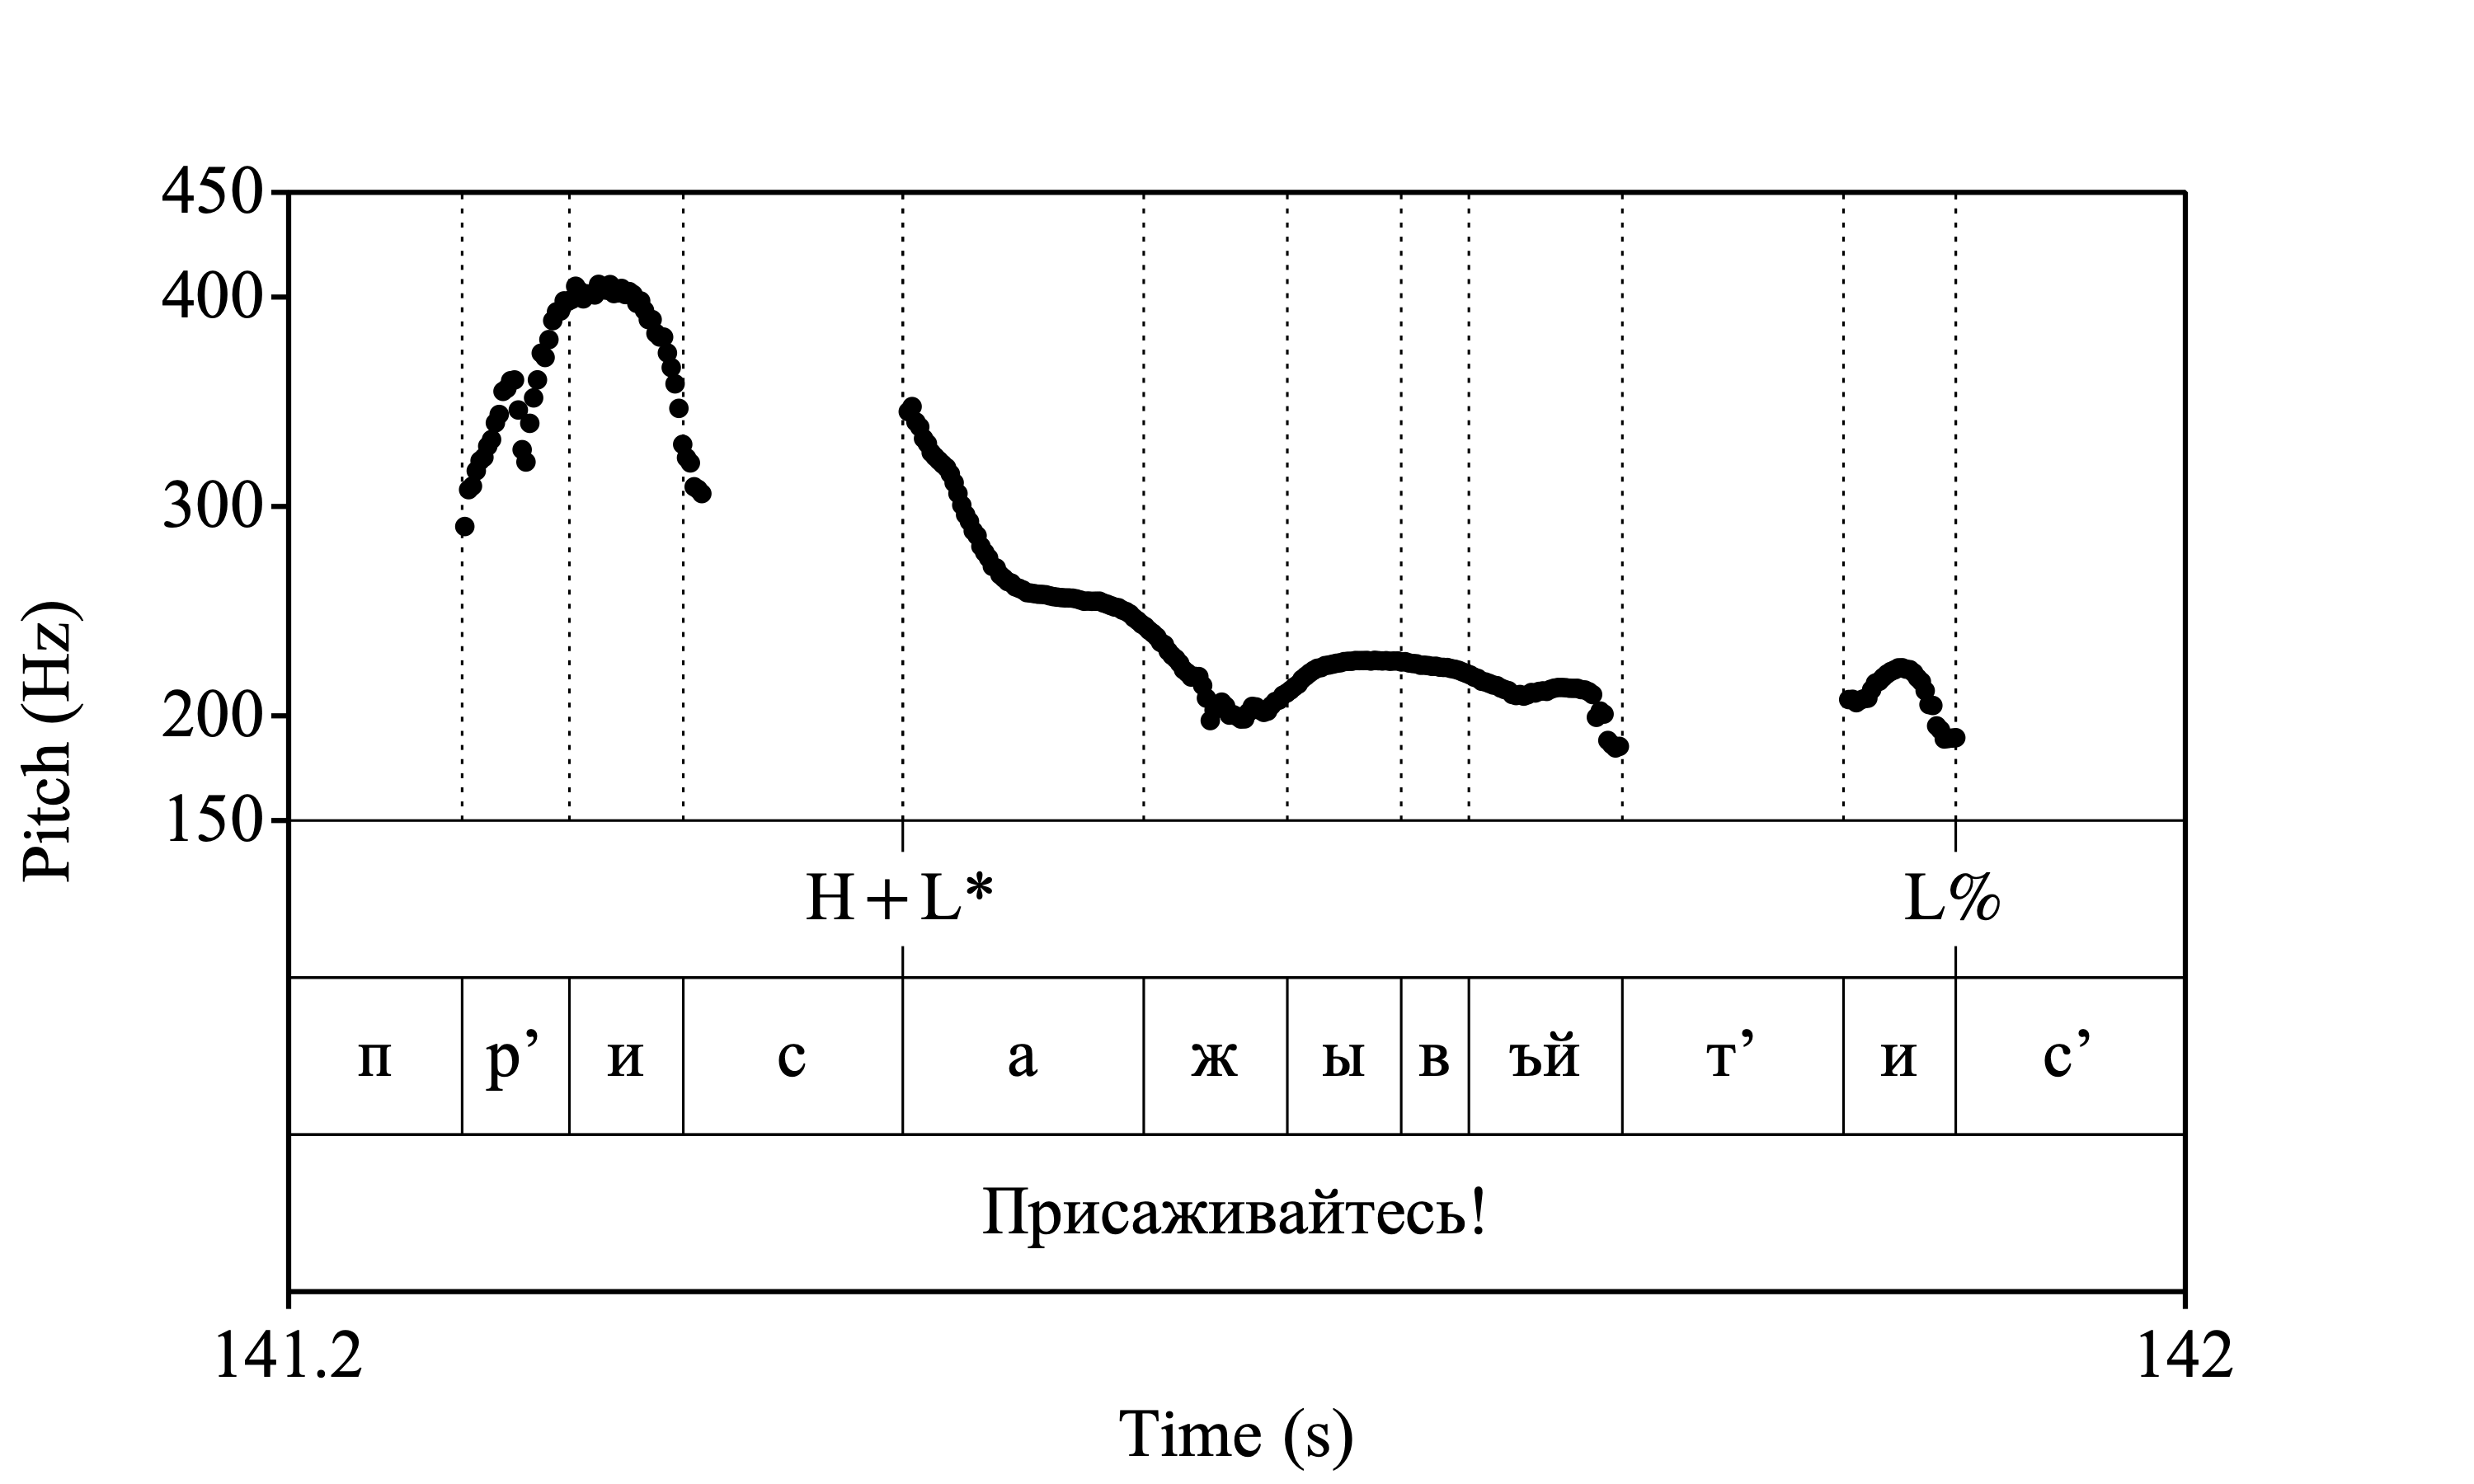 450
400
300
200
150
Pitch (Hz)
H+L* L%
п р’ и с а ж ы в ъй т’ и с’
Присаживайтесь!
141.2 142
Time (s)